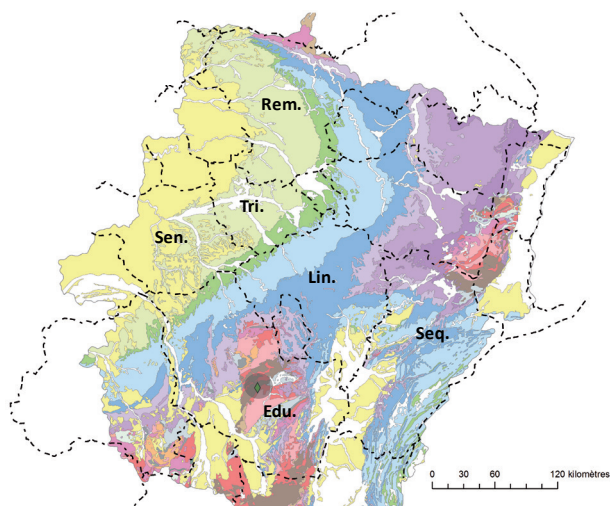 Rem.
Tri.
Sen.
Lin.
Seq.
Edu.
0 30 60 120 kilomètres